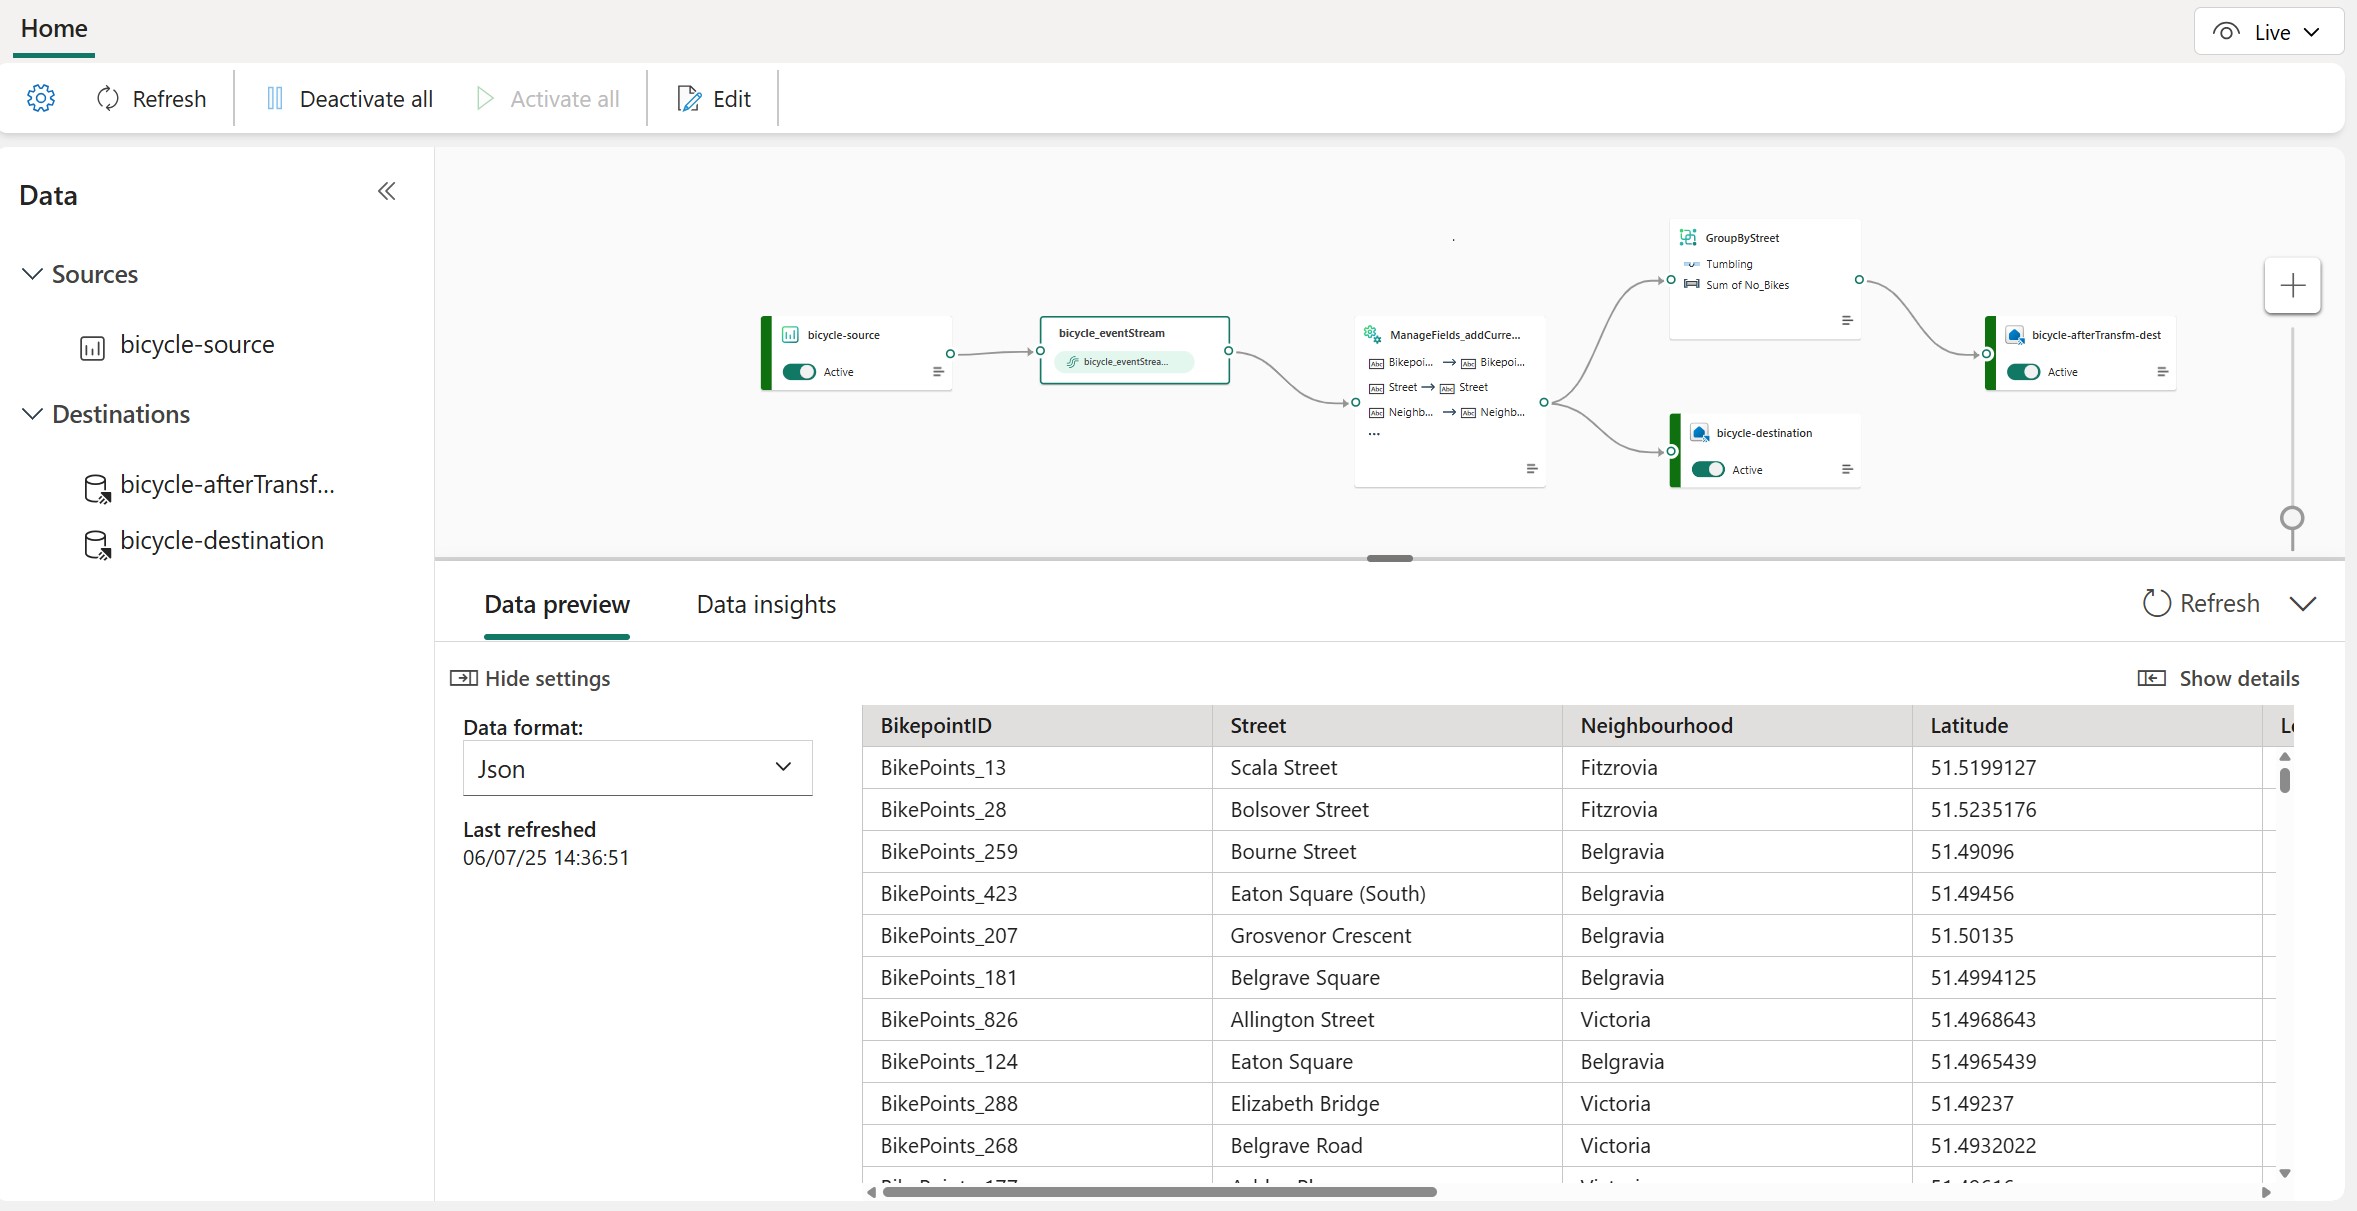 Home
Live
Refresh
Deactivate all
Activate all
Edit
Data
Sources
bicycle-source
Destinations
bicycle-afterTransf...
bicycle-destination
bicycle-source
Active
bicycle_eventStream
bicycle_eventStrea...
ManageFields_addCurre...
Abc Bikepoi... → Abc Bikepoi...
Abc Street → Abc Street
Abc Neighb... → Abc Neighb...
...
GroupByStreet
Tumbling
Sum of No_Bikes
bicycle-afterTransfm-dest
Active
bicycle-destination
Active
Data preview
Data insights
Refresh
Hide settings
Show details
Data format:
Json
Last refreshed
06/07/25 14:36:51
BikepointID Street Neighbourhood Latitude
BikePoints_13 Scala Street Fitzrovia 51.5199127
BikePoints_28 Bolsover Street Fitzrovia 51.5235176
BikePoints_259 Bourne Street Belgravia 51.49096
BikePoints_423 Eaton Square (South) Belgravia 51.49456
BikePoints_207 Grosvenor Crescent Belgravia 51.50135
BikePoints_181 Belgrave Square Belgravia 51.4994125
BikePoints_826 Allington Street Victoria 51.4968643
BikePoints_124 Eaton Square Belgravia 51.4965439
BikePoints_288 Elizabeth Bridge Victoria 51.49237
BikePoints_268 Belgrave Road Victoria 51.4932022